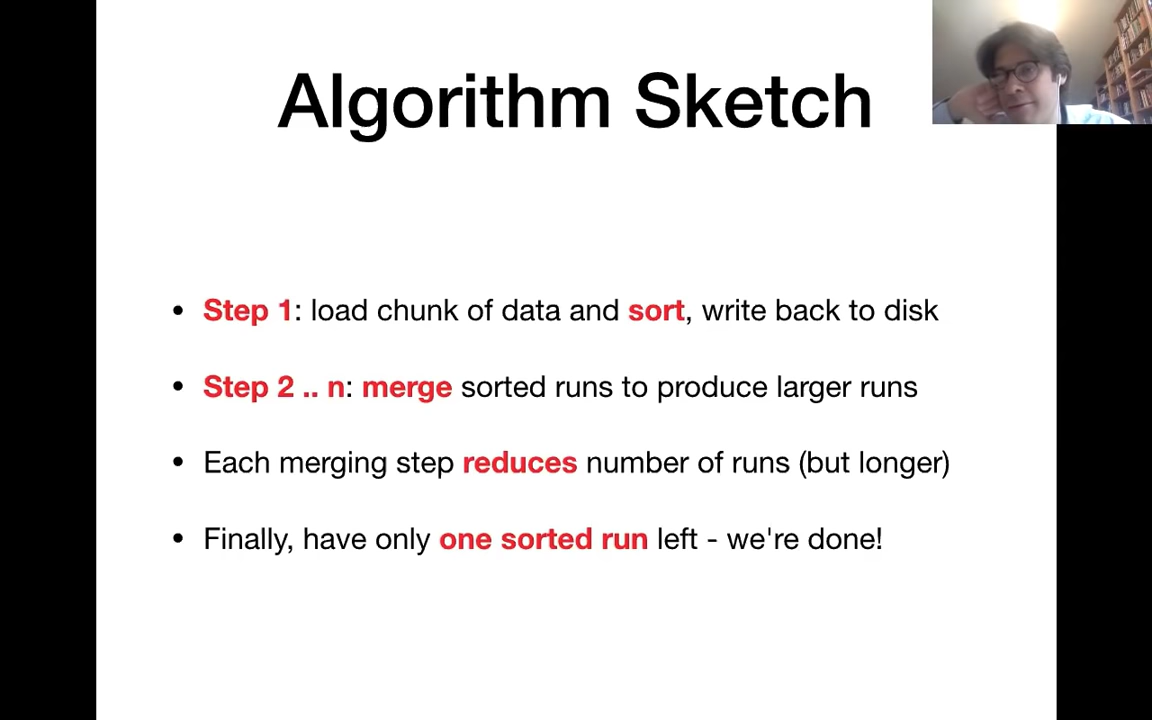 Algorithm Sketch
• Step 1: load chunk of data and sort, write back to disk
• Step 2 .. n: merge sorted runs to produce larger runs
• Each merging step reduces number of runs (but longer)
• Finally, have only one sorted run left - we're done!